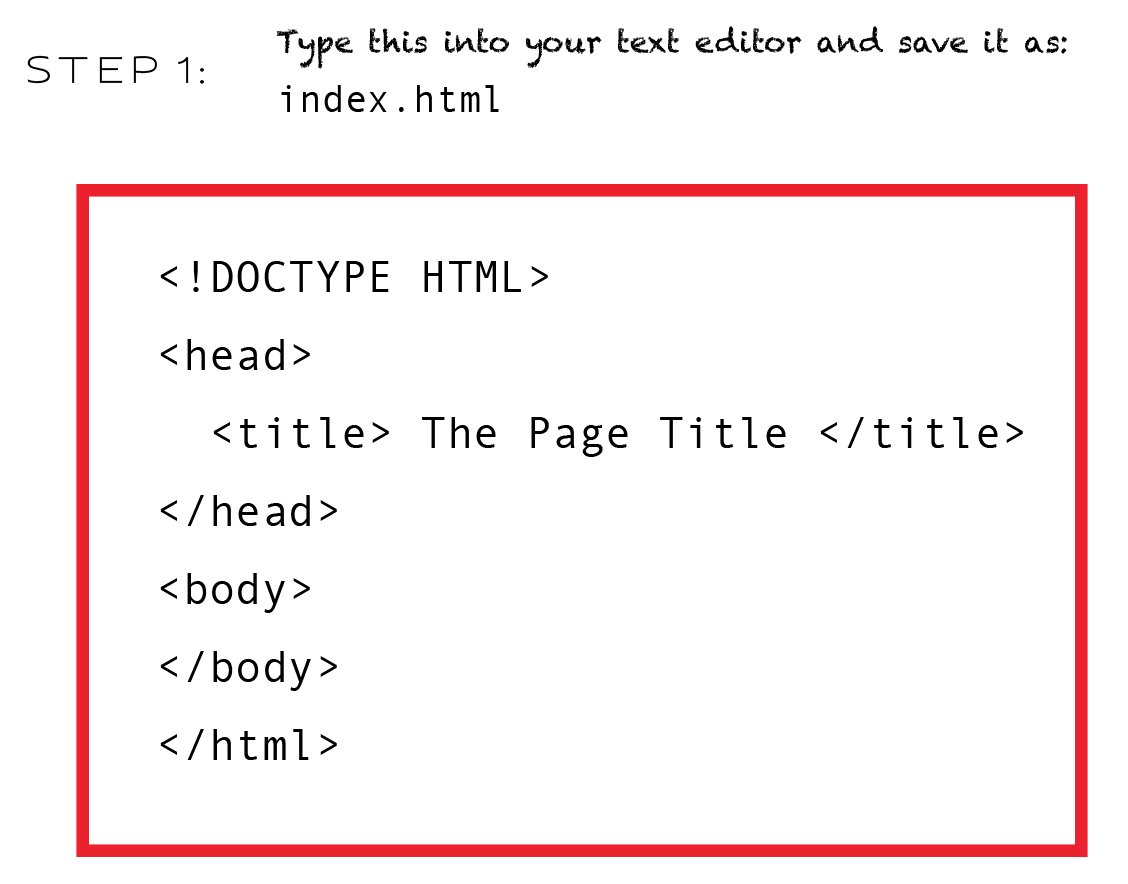 STEP 1:
Type this into your text editor and save it as:
index.html
<!DOCTYPE HTML>
<head>
  <title> The Page Title </title>
</head>
<body>
</body>
</html>